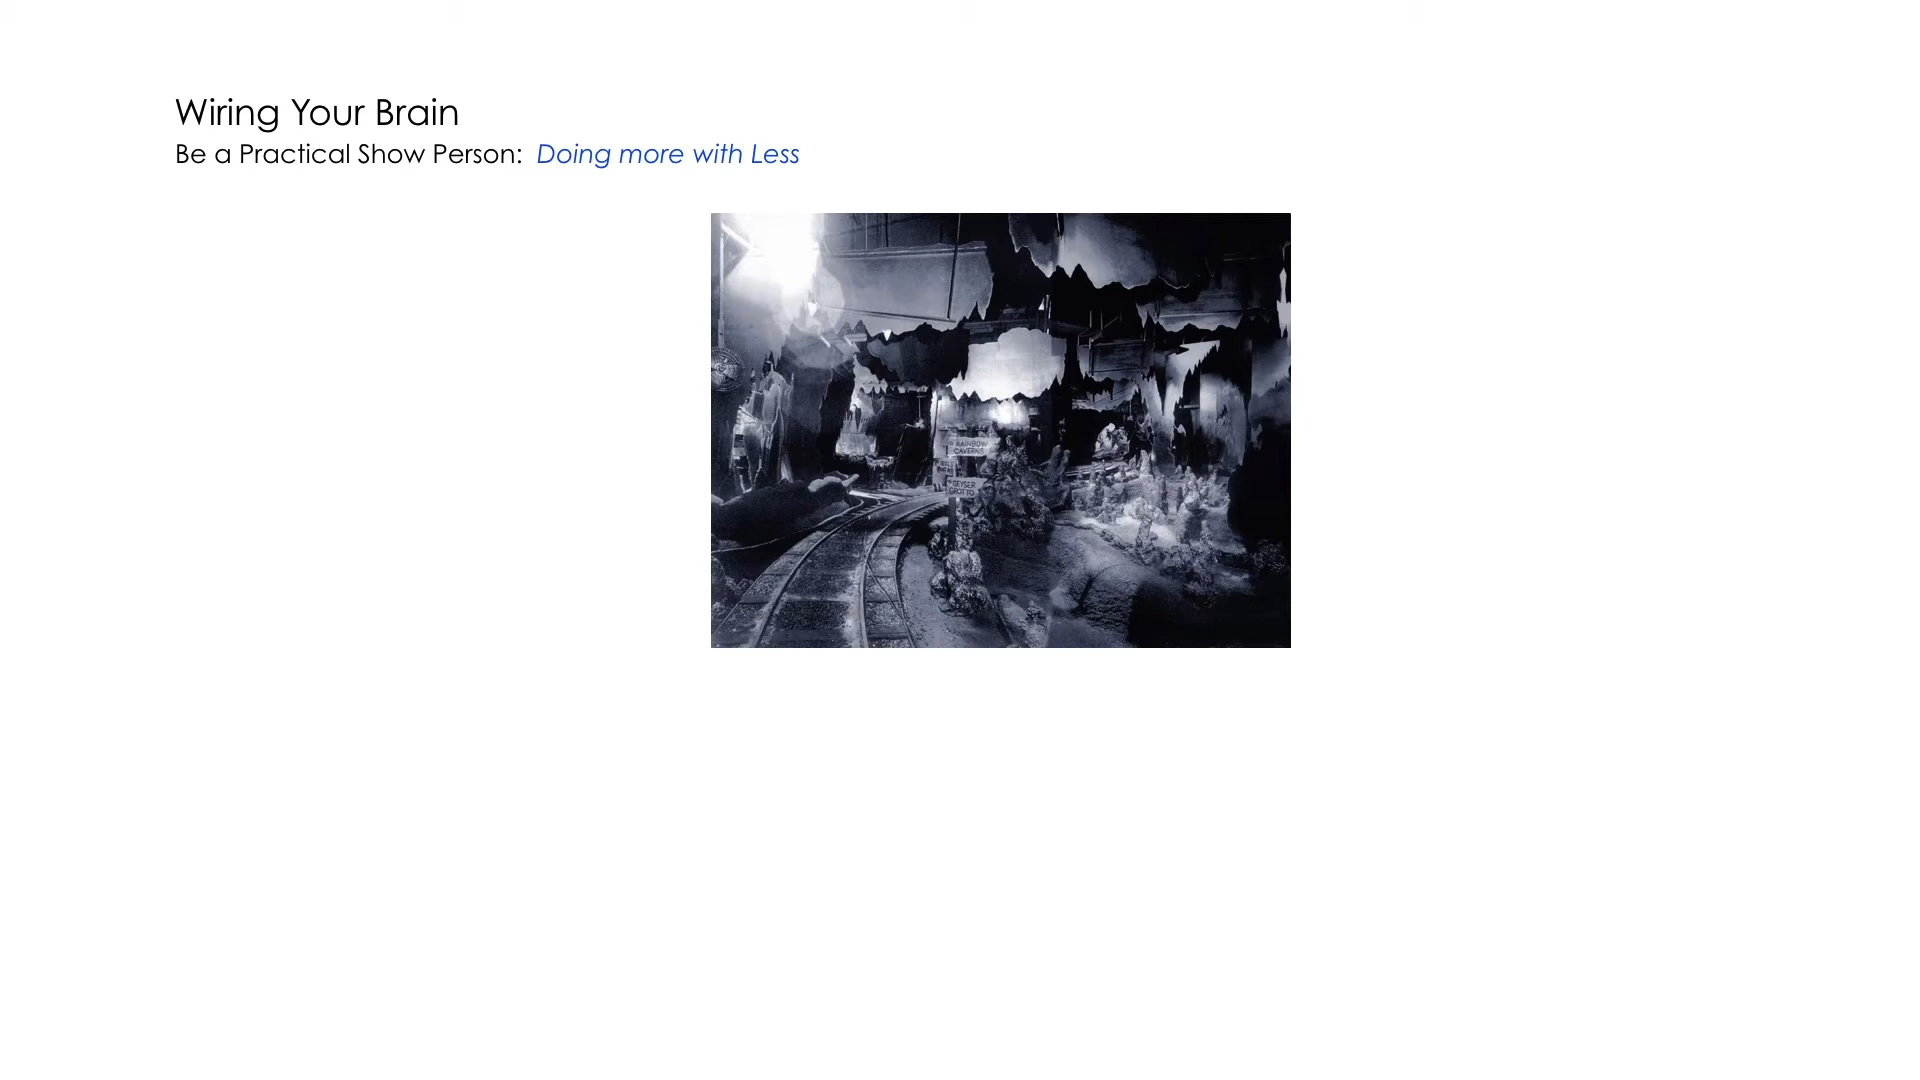 Wiring Your Brain
Be a Practical Show Person: Doing more with Less
RAINBOW
CAVERNS
GEYSER
GROTTO